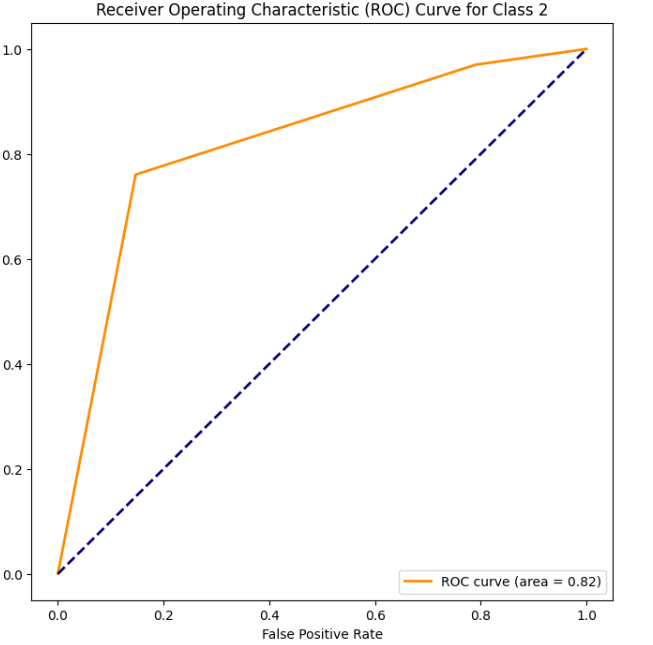 Receiver Operating Characteristic (ROC) Curve for Class 2
1.0
0.8
0.6
0.4
0.2
0.0
ROC curve (area = 0.82)
0.0 0.2 0.4 0.6 0.8 1.0
False Positive Rate